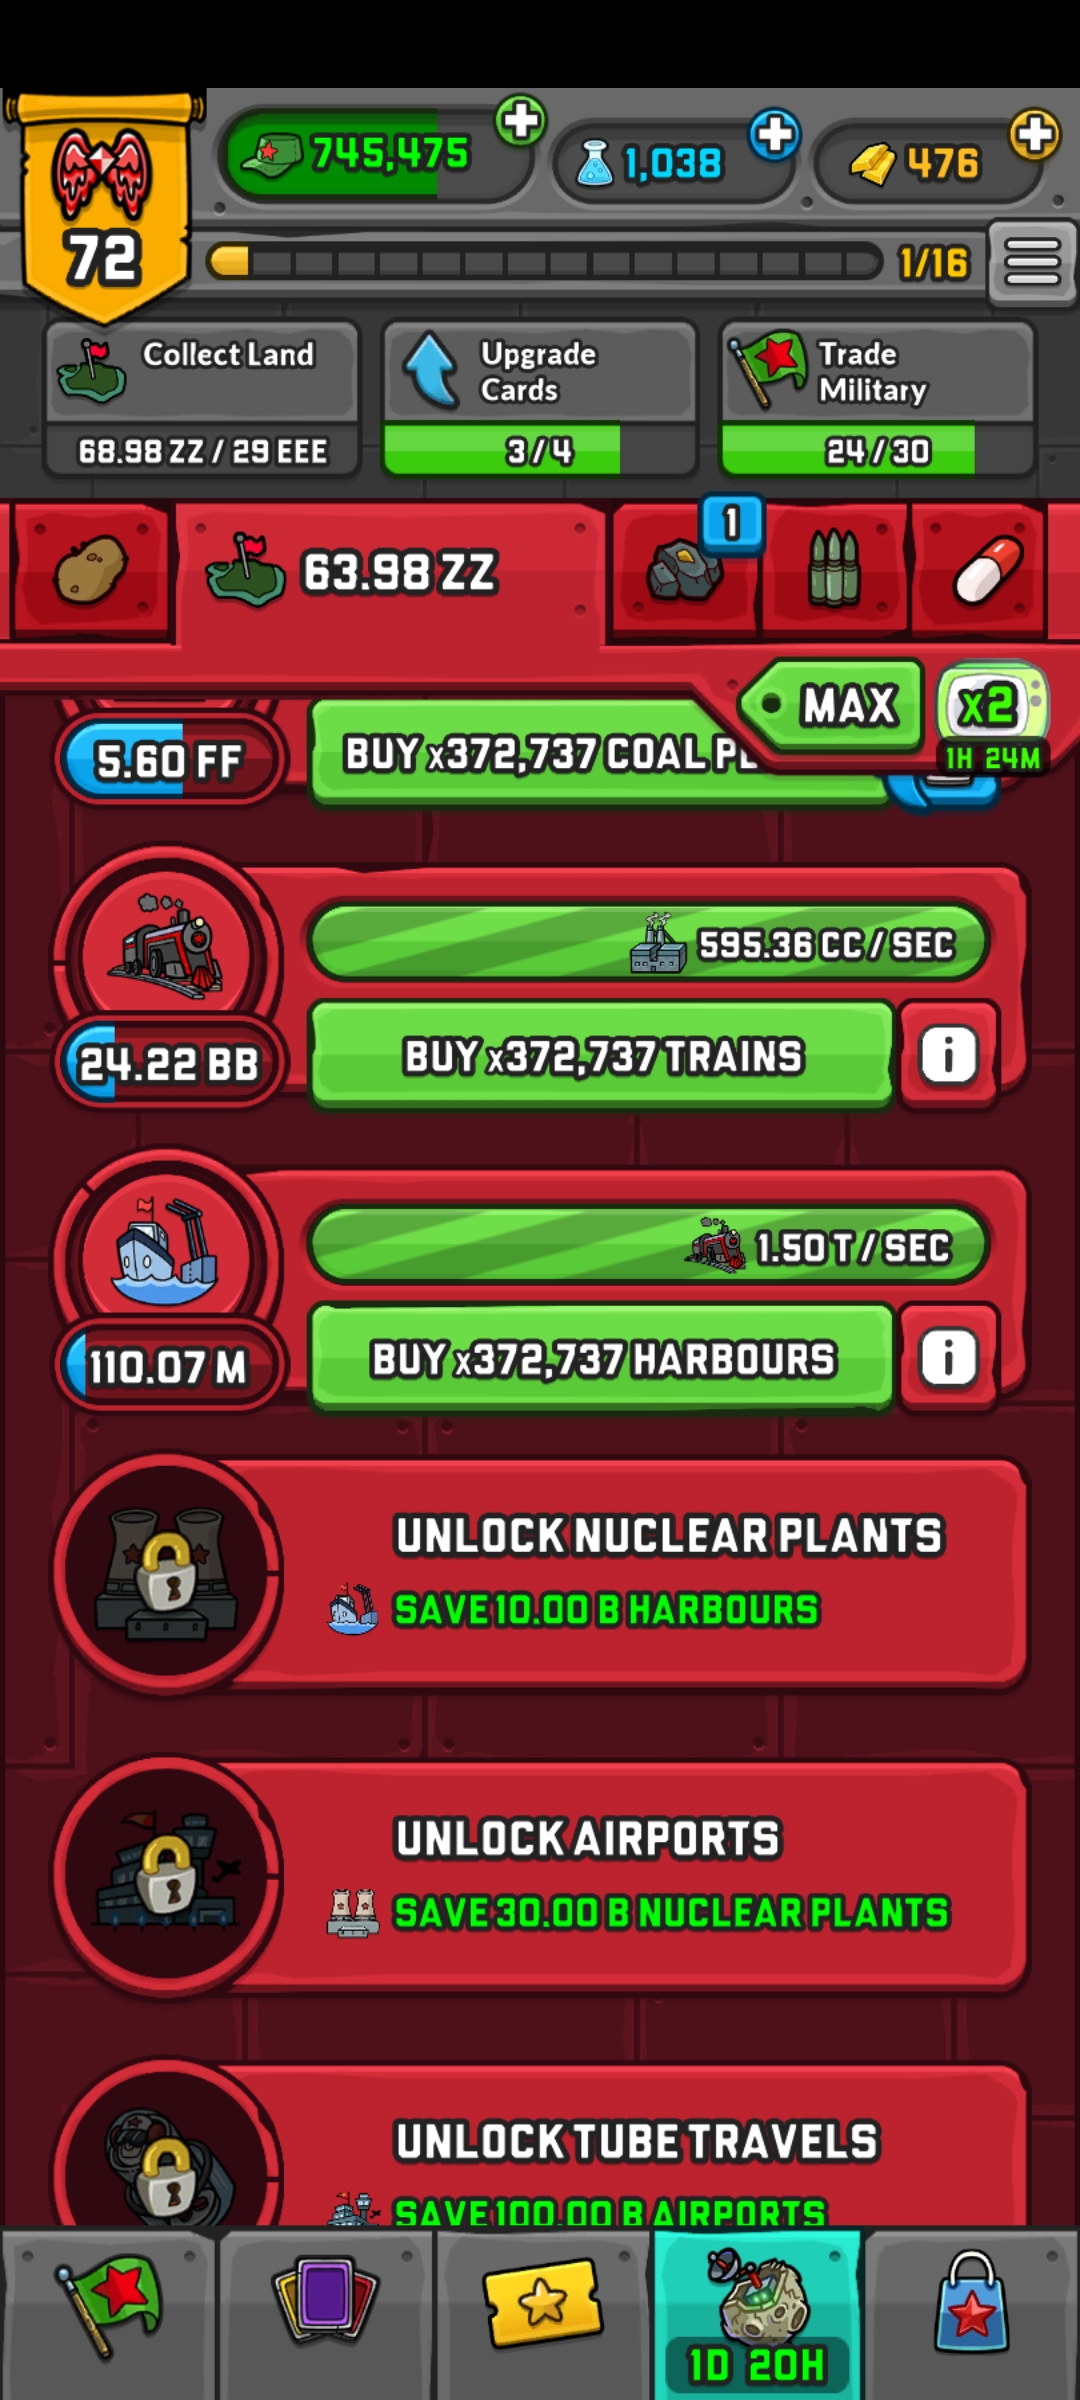 745,475
1,038
476
72
1/16
Collect Land
68.98 ZZ / 29 EEE
Upgrade
Cards
3/4
Trade
Military
24/30
63.98 ZZ
1
MAX
x2
1H 24M
5.60 FF
BUY x372,737 COAL
595.36 CC / SEC
24.22 BB
BUY x372,737 TRAINS
i
1.50 T / SEC
110.07 M
BUY x372,737 HARBOURS
i
UNLOCK NUCLEAR PLANTS
SAVE 10.00 B HARBOURS
UNLOCK AIRPORTS
SAVE 30.00 B NUCLEAR PLANTS
UNLOCK TUBE TRAVELS
SAVE 100.00 B AIRPORTS
1D 20H